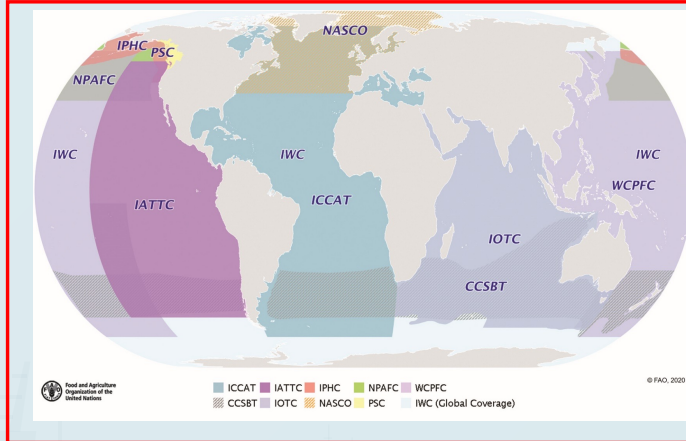 NASCO
IPHC
PSC
NPAFC
IWC
IWC
IWC
WCPFC
IATTC
ICCAT
IOTC
CCSBT
Food and Agriculture
Organization of the
United Nations
© FAO, 2020
ICCAT IATTC IPHC NPAFC WCPFC
CCSBT IOTC NASCO PSC IWC (Global Coverage)